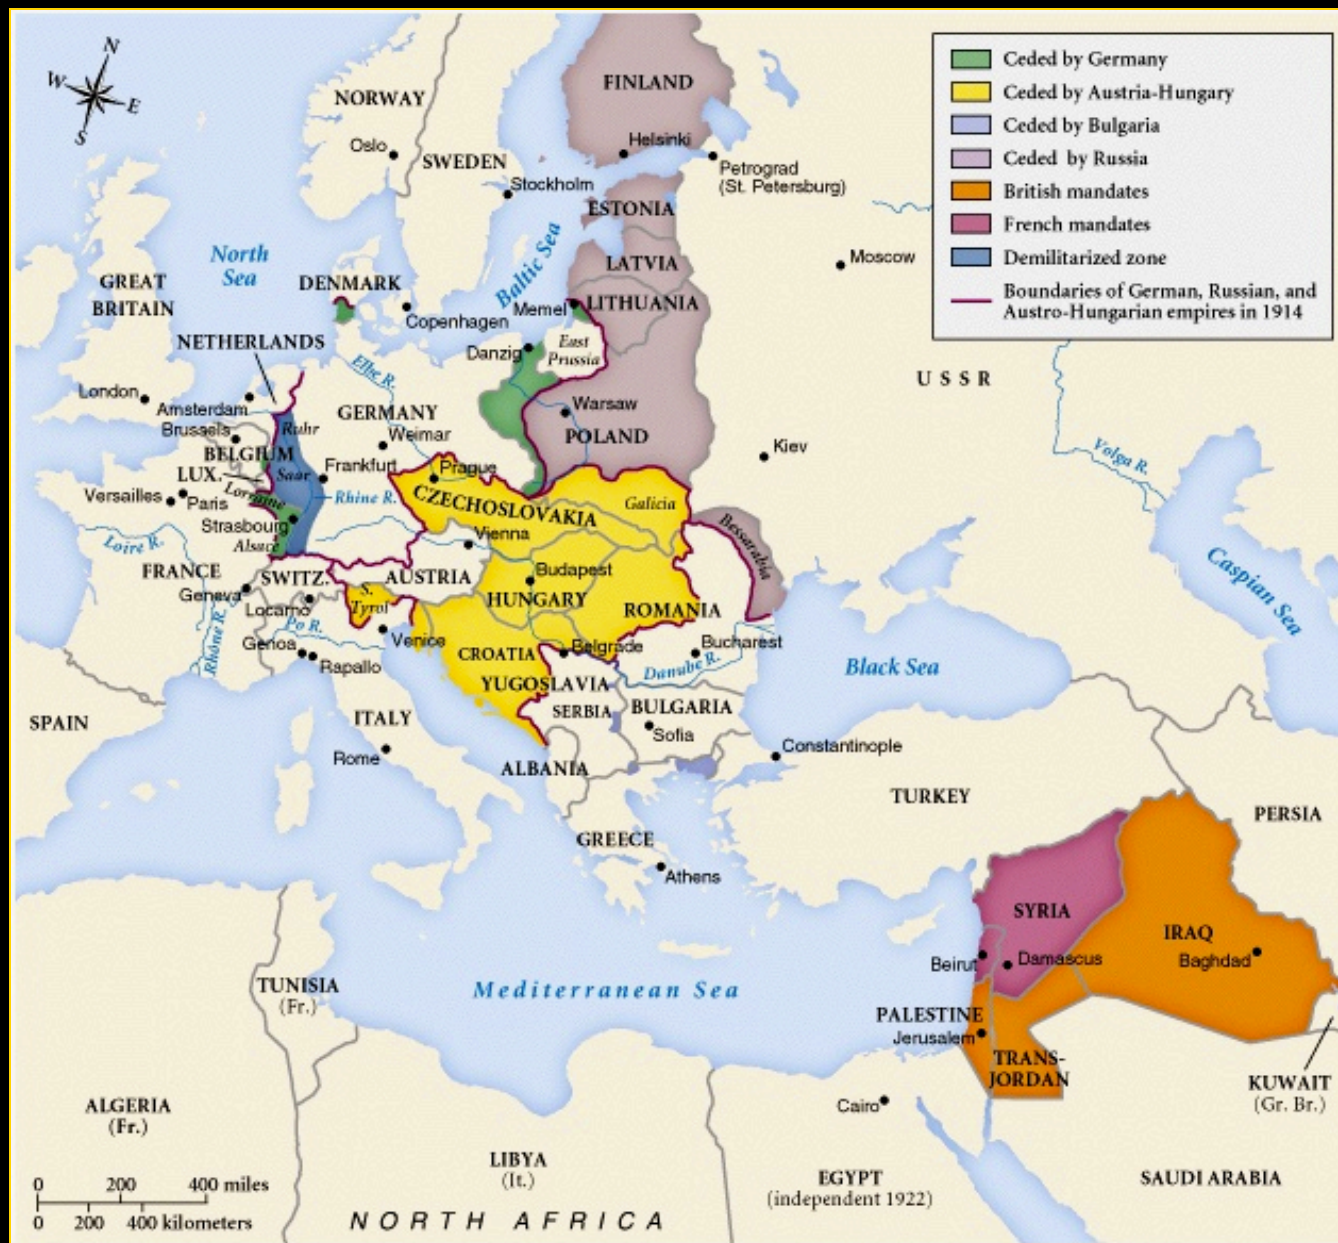 N
W
E
S
Ceded by Germany
Ceded by Austria-Hungary
Ceded by Bulgaria
Ceded by Russia
British mandates
French mandates
Demilitarized zone
Boundaries of German, Russian, and
Austro-Hungarian empires in 1914
FINLAND
NORWAY
Helsinki
Oslo
SWEDEN
Petrograd
(St. Petersburg)
Stockholm
ESTONIA
North
Sea
Baltic Sea
Moscow
LATVIA
GREAT
BRITAIN
DENMARK
Memel
LITHUANIA
Copenhagen
NETHERLANDS
Danzig
East
Prussia
Elbe R.
USSR
London
Amsterdam
Warsaw
GERMANY
Ruhr
Brussels
Weimar
POLAND
BELGIUM
Kiev
Volga R.
LUX.
Saar
Frankfurt
Prague
Versailles
Paris
Lorraine
Rhine R.
CZECHOSLOVAKIA
Galicia
Strasbourg
Alsace
Vienna
Bessarabia
Loire R.
FRANCE
SWITZ.
AUSTRIA
Budapest
Caspian Sea
Geneva
S.
Tyrol
HUNGARY
Locarno
ROMANIA
Rhône R.
Po R.
Venice
Genoa
Rapallo
CROATIA
Belgrade
Bucharest
Danube R.
Black Sea
YUGOSLAVIA
SPAIN
ITALY
SERBIA
BULGARIA
Sofia
Rome
Constantinople
ALBANIA
TURKEY
PERSIA
GREECE
Athens
SYRIA
IRAQ
Beirut
Damascus
Baghdad
TUNISIA
(Fr.)
Mediterranean Sea
PALESTINE
Jerusalem
TRANS-
JORDAN
KUWAIT
(Gr. Br.)
ALGERIA
(Fr.)
Cairo
LIBYA
(It.)
EGYPT
(independent 1922)
SAUDI ARABIA
0 200 400 miles
0 200 400 kilometers
NORTH AFRICA